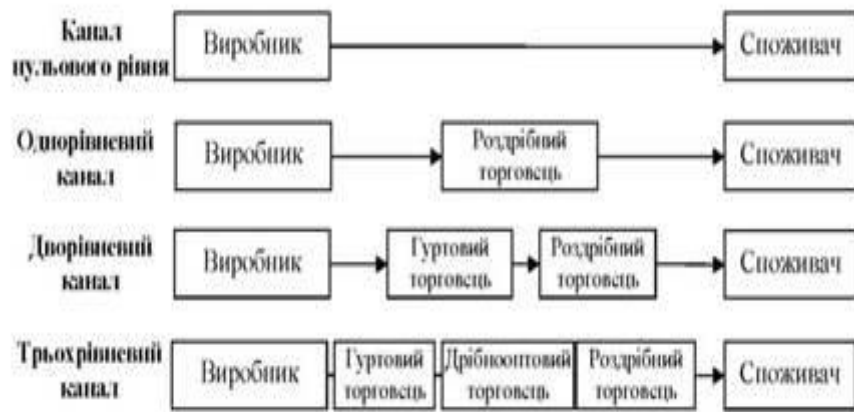 Канал
нульового рівня
Виробник
Споживач
Однорівневий
канал
Виробник
Роздрібний
торговець
Споживач
Дворівневий
канал
Виробник
Гуртовий
торговець
Роздрібний
торговець
Споживач
Трьохрівневий
канал
Виробник
Гуртовий
торговець
Дрібнооптовий
торговець
Роздрібний
торговець
Споживач